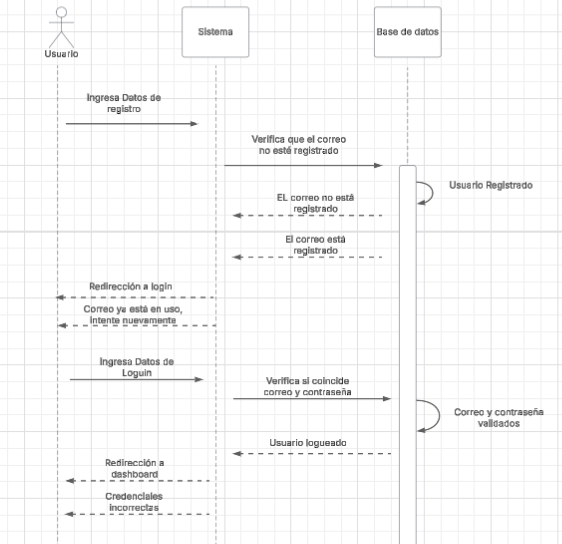 Usuario
Sistema
Base de datos
Ingresa Datos de
registro
Verifica que el correo
no esté registrado
Usuario Registrado
EL correo no está
registrado
El correo está
registrado
Redirección a login
Correo ya está en uso,
intente nuevamente
Ingresa Datos de
Loguin
Verifica si coincide
correo y contraseña
Correo y contraseña
validados
Usuario logueado
Redirección a
dashboard
Credenciales
incorrectas